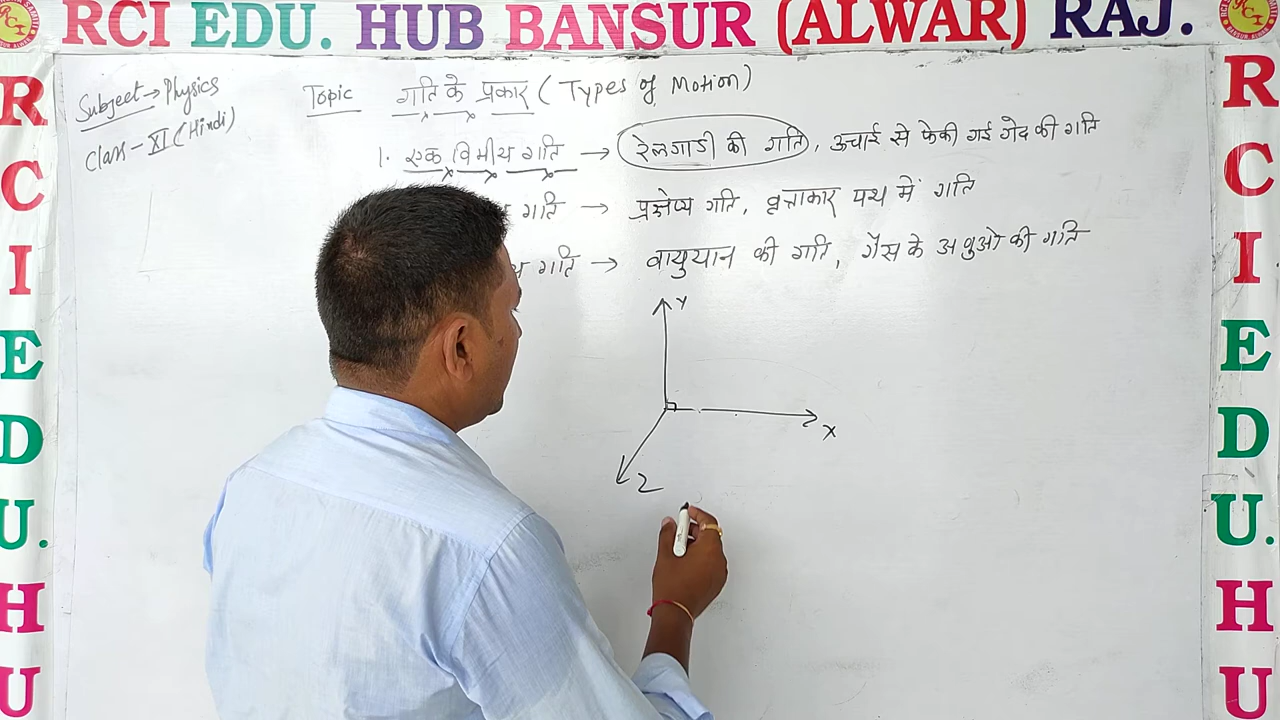 RCI EDU. HUB BANSUR (ALWAR) RAJ.
Subject → Physics
Class - XI (Hindi)
Topic गति के प्रकार (Types of Motion)
1. एक विमीय गति → रेलगाडी की गति, ऊचाई से फेकी गई गेद की गति
गति → प्रक्षेप्य गति, वृत्ताकार पथ में गति
गति → वायुयान की गति, गैस के अणुओ की गति
Y
X
Z
R
C
I
E
D
U.
H
U
R
C
I
E
D
U.
H
U